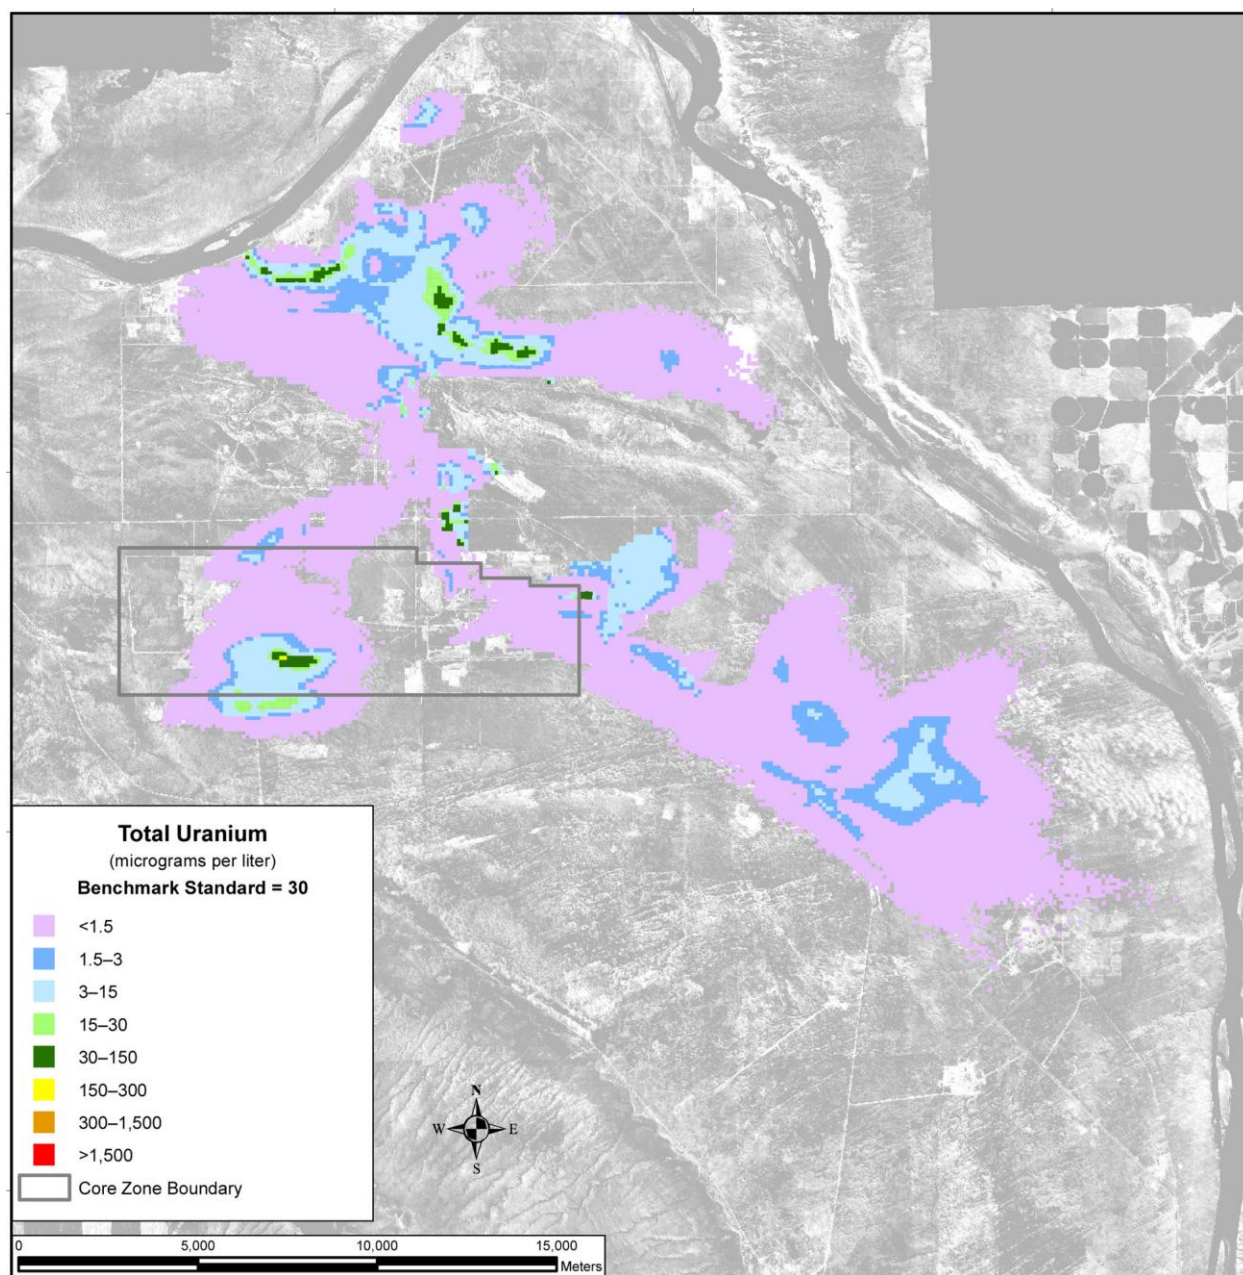 Total Uranium
(micrograms per liter)
Benchmark Standard = 30
<1.5
1.5–3
3–15
15–30
30–150
150–300
300–1,500
>1,500
Core Zone Boundary
N
W E
S
0 5,000 10,000 15,000
Meters